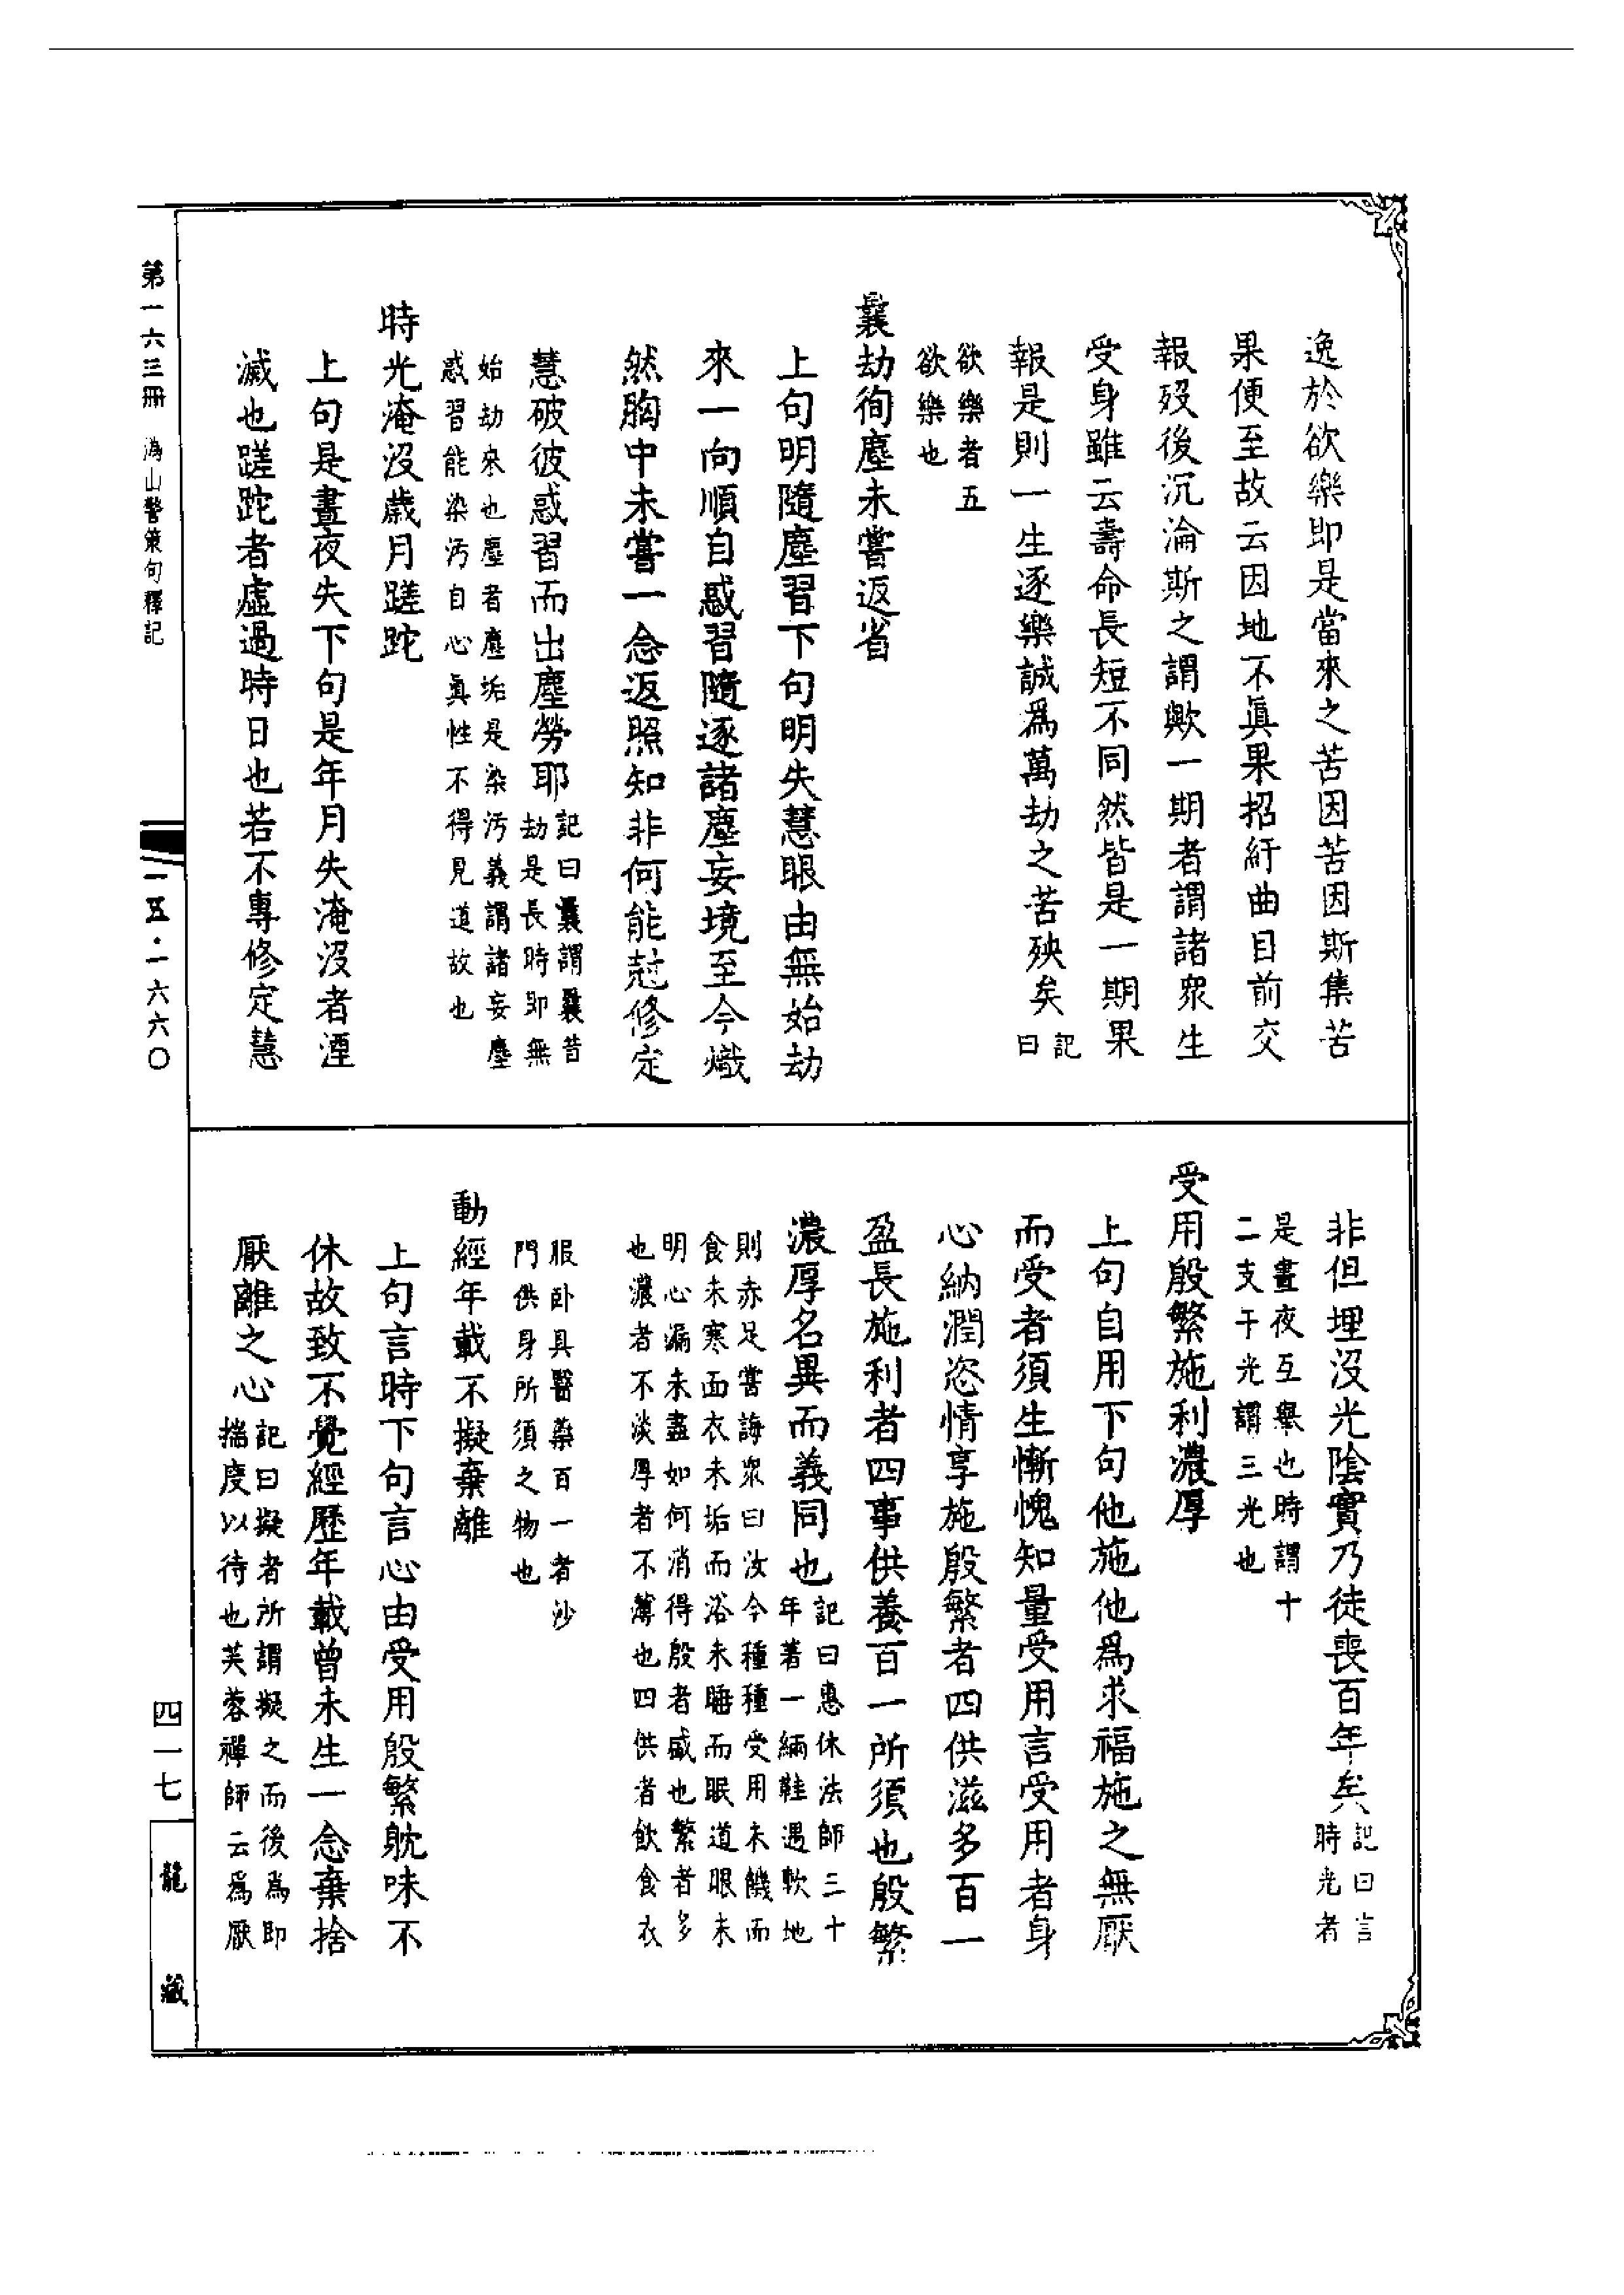 逸於欲樂即是當來之苦因苦因斯集苦
果便至故云因地不眞果招紆曲目前交
報歿後沉淪斯之謂歟一期者謂諸眾生
受身雖云壽命長短不同然皆是一期果
報是則一生逐樂誠爲萬劫之苦殃矣記曰
欲樂者五
欲樂也
曩劫徇塵未嘗返省
上句明隨塵習下句明失慧眼由無始劫
來一向順自惑習隨逐諸塵妄境至今熾
然胸中未嘗一念返照知非何能愆修定
慧破彼惑習而出塵勞耶記曰曩謂曩昔
劫是長時即無
始劫來也塵者塵垢是染汚義謂諸妄塵
惑習能染汚自心眞性不得見道故也
時光淹沒歲月蹉跎
上句是晝夜失下句是年月失淹沒者湮
滅也蹉跎者虛過時日也若不專修定慧
非但埋沒光陰實乃徒喪百年矣記曰言
時光者
是晝夜互舉也時謂十
二支干光謂三光也
受用殷繁施利濃厚
上句自用下句他施他爲求福施之無厭
而受者須生慚愧知量受用言受用者身
心納潤恣情享施殷繁者四供滋多百一
盈長施利者四事供養百一所須也殷繁
濃厚名異而義同也記曰惠休法師三十
年著一緉鞋遇軟地
則赤足嘗誨眾曰汝今種種受用未饑而
食未寒而衣未垢而浴未睡而眠道眼未
明心漏未盡如何消得殷者盛也繁者多
也濃者不淡厚者不薄也四供者飲食衣
服卧具醫藥百一者沙
門供身所須之物也
動經年載不擬棄離
上句言時下句言心由受用殷繁躭味不
休故致不覺經歷年載曾未生一念棄捨
厭離之心記曰擬者所謂擬之而後爲即
揣度以待也芙蓉禪師云爲厭
第一六三冊 溈山警策句釋記
一五·一六六〇
四一七
龍藏